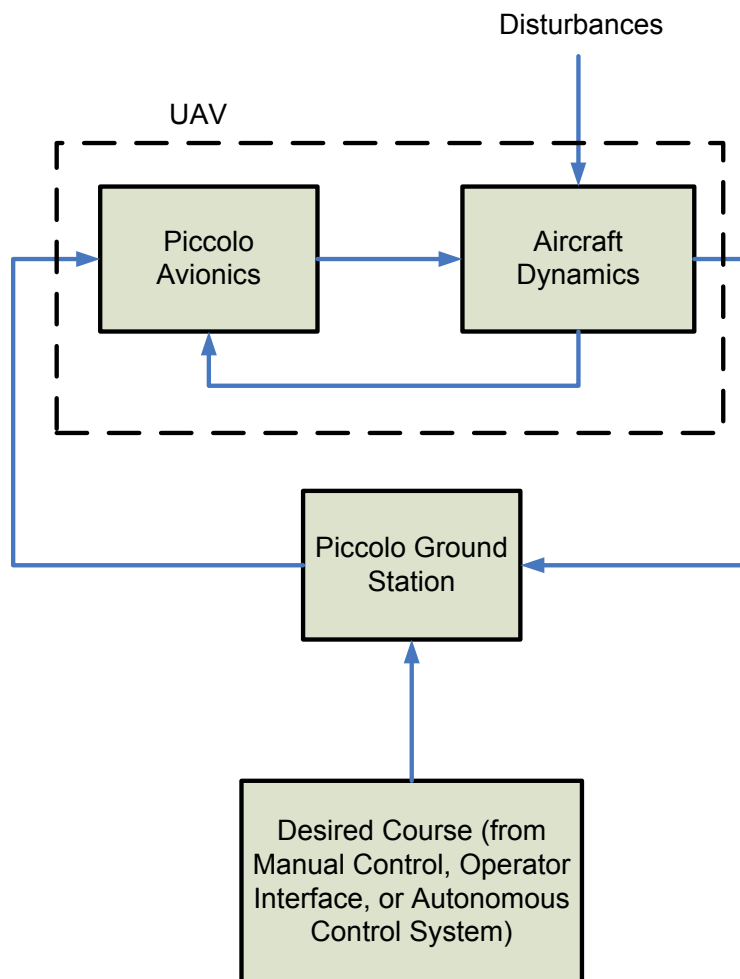 Disturbances
UAV
Piccolo
Avionics
Aircraft
Dynamics
Piccolo Ground
Station
Desired Course (from
Manual Control, Operator
Interface, or Autonomous
Control System)